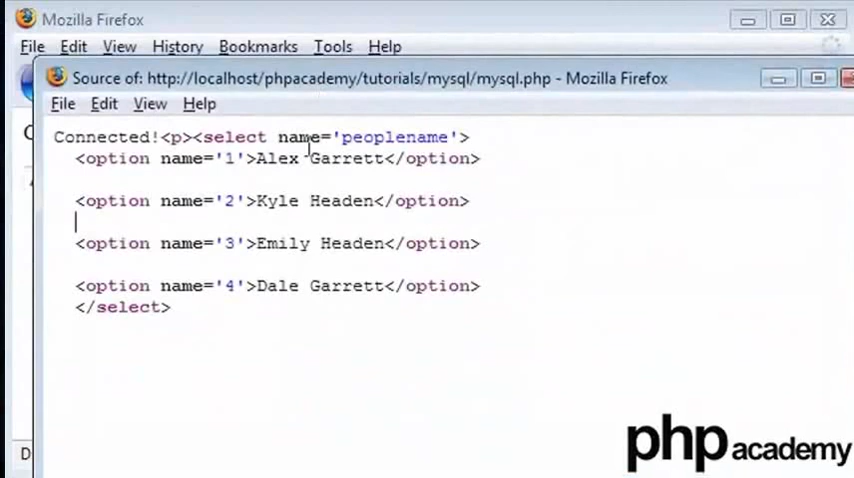 Mozilla Firefox
File Edit View History Bookmarks Tools Help
Source of: http://localhost/phpacademy/tutorials/mysql/mysql.php - Mozilla Firefox
File Edit View Help
Connected!<p><select name='peoplename'>
<option name='1'>Alex Garrett</option>
<option name='2'>Kyle Headen</option>
<option name='3'>Emily Headen</option>
<option name='4'>Dale Garrett</option>
</select>
D
php academy